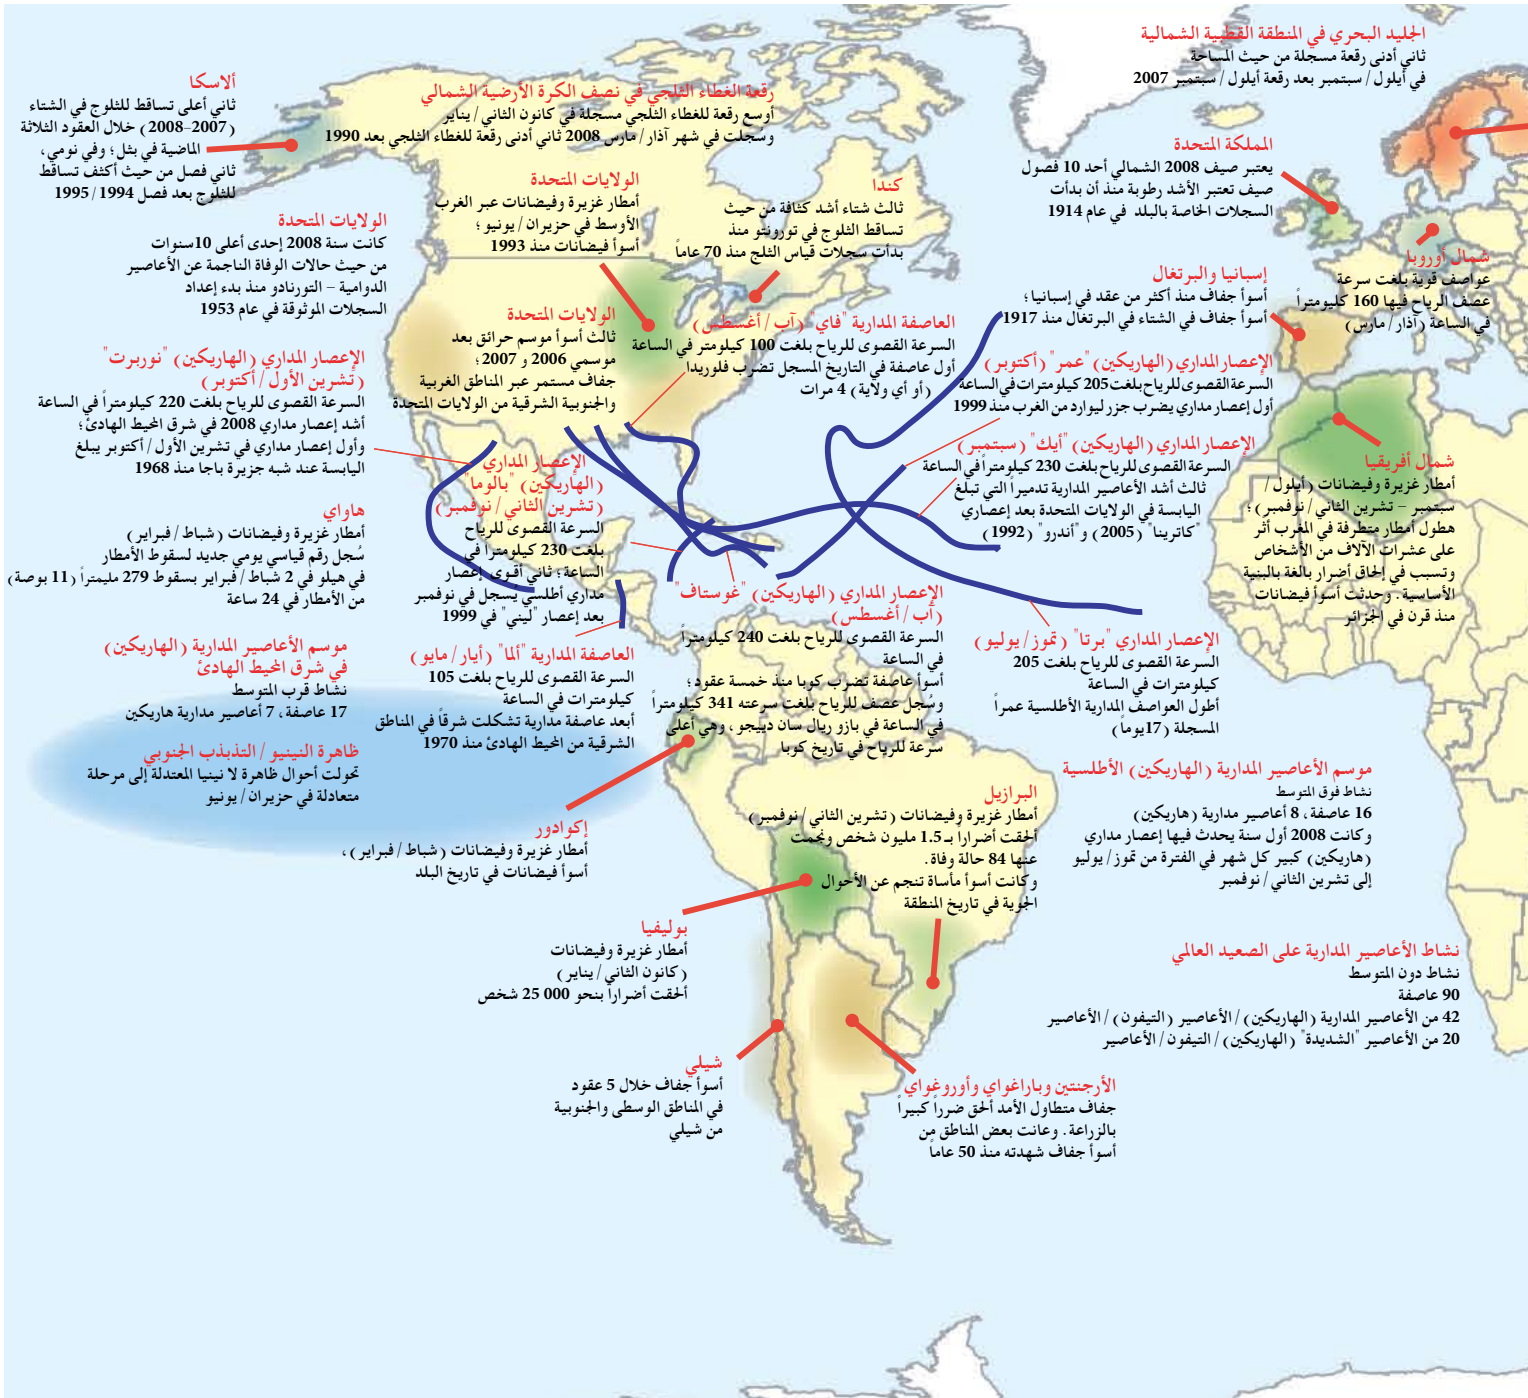 الجليد البحري في المنطقة القطبية الشمالية
ثاني أدنى رقعة مسجلة من حيث المساحة
في أيلول / سبتمبر بعد رقعة أيلول / سبتمبر 2007
ألاسكا
ثاني أعلى تساقط للثلوج في الشتاء
(2007–2008) خلال العقود الثلاثة
الماضية في بثل؛ وفي نومي،
ثاني فصل من حيث أكثف تساقط
للثلوج بعد فصل 1994 / 1995
رقعة الغطاء الثلجي في نصف الكرة الأرضية الشمالي
أوسع رقعة للغطاء الثلجي مسجلة في كانون الثاني / يناير
وسُجلت في شهر آذار / مارس 2008 ثاني أدنى رقعة للغطاء الثلجي بعد 1990
المملكة المتحدة
يعتبر صيف 2008 الشمالي أحد 10 فصول
صيف تعتبر الأشد رطوبة منذ أن بدأت
السجلات الخاصة بالبلد في عام 1914
الولايات المتحدة
أمطار غزيرة وفيضانات عبر الغرب
الأوسط في حزيران / يونيو؛
أسوأ فيضانات منذ 1993
كندا
ثالث شتاء أشد كثافة من حيث
تساقط الثلوج في تورونتو منذ
بدأت سجلات قياس الثلج منذ 70 عاماً
الولايات المتحدة
كانت سنة 2008 إحدى أعلى 10سنوات
من حيث حالات الوفاة الناجمة عن الأعاصير
الدوامية – التورنادو منذ بدء إعداد
السجلات الموثوقة في عام 1953
شمال أوروبا
عواصف قوية بلغت سرعة
عصف الرياح فيها 160 كليومتراً
في الساعة (آذار / مارس)
إسبانيا والبرتغال
أسوأ جفاف منذ أكثر من عقد في إسبانيا؛
أسوأ جفاف في الشتاء في البرتغال منذ 1917
الولايات المتحدة
ثالث أسوأ موسم حرائق بعد
موسمي 2006 و 2007؛
جفاف مستمر عبر المناطق الغربية
والجنوبية الشرقية من الولايات المتحدة
العاصفة المدارية "فاي" (آب / أغسطس)
السرعة القصوى للرياح بلغت 100 كيلومتر في الساعة
أول عاصفة في التاريخ المسجل تضرب فلوريدا
(أو أي ولاية) 4 مرات
الإعصار المداري (الهاريكين) "عمر" (أكتوبر)
السرعة القصوى للرياح بلغت 205 كيلومترات في الساعة
أول إعصار مداري يضرب جزر ليوارد من الغرب منذ 1999
الإعصار المداري (الهاريكين) "نوربرت"
(تشرين الأول / أكتوبر)
السرعة القصوى للرياح بلغت 220 كيلومتراً في الساعة
أشد إعصار مداري 2008 في شرق المحيط الهادئ؛
وأول إعصار مداري في تشرين الأول / أكتوبر يبلغ
اليابسة عند شبه جزيرة باجا منذ 1968
الإعصار المداري (الهاريكين) "أيك" (سبتمبر)
السرعة القصوى للرياح بلغت 230 كيلومتراً في الساعة
ثالث أشد الأعاصير المدارية تدميراً التي تبلغ
اليابسة في الولايات المتحدة بعد إعصاري
"كاترينا" (2005) و"أندرو" (1992)
الإعصار المداري
(الهاريكين) "بالوما"
(تشرين الثاني / نوفمبر)
السرعة القصوى للرياح
بلغت 230 كيلومتراً في
الساعة؛ ثاني أقوى إعصار
مداري أطلسي يُسجل في نوفمبر
بعد إعصار "ليني" في 1999
شمال أفريقيا
أمطار غزيرة وفيضانات (أيلول /
سبتمبر – تشرين الثاني / نوفمبر)؛
هطول أمطار متطرفة في المغرب أثر
على عشرات الآلاف من الأشخاص
وتسبب في إلحاق أضرار بالغة بالبنية
الأساسية. وحدثت أسوأ فيضانات
منذ قرن في الجزائر
هاواي
أمطار غزيرة وفيضانات (شباط / فبراير)
سُجل رقم قياسي يومي جديد لسقوط الأمطار
في هيلو في 2 شباط / فبراير بسقوط 279 مليمتراً (11 بوصة)
من الأمطار في 24 ساعة
الإعصار المداري (الهاريكين) "غوستاف"
(آب / أغسطس)
السرعة القصوى للرياح بلغت 240 كيلومتراً
في الساعة
أسوأ عاصفة تضرب كوبا منذ خمسة عقود؛
وسُجل عصف للرياح بلغت سرعته 341 كيلومتراً
في الساعة في بازو ريال سان دييجو، وهي أعلى
سرعة للرياح في تاريخ كوبا
الإعصار المداري "برتا" (تموز / يوليو)
السرعة القصوى للرياح بلغت 205
كيلومترات في الساعة
أطول العواصف المدارية الأطلسية عمراً
المسجلة (17يوماً)
العاصفة المدارية "ألما" (أيار / مايو)
السرعة القصوى للرياح بلغت 105
كيلومترات في الساعة
أبعد عاصفة مدارية تشكلت شرقاً في المناطق
الشرقية من المحيط الهادئ منذ 1970
موسم الأعاصير المدارية (الهاريكين)
في شرق المحيط الهادئ
نشاط قرب المتوسط
17 عاصفة، 7 أعاصير مدارية هاريكين
ظاهرة النينيو / التذبذب الجنوبي
تحولت أحوال ظاهرة لا نينيا المعتدلة إلى مرحلة
متعادلة في حزيران / يونيو
موسم الأعاصير المدارية (الهاريكين) الأطلسية
نشاط فوق المتوسط
16 عاصفة، 8 أعاصير مدارية (هاريكين)
وكانت 2008 أول سنة يحدث فيها إعصار مداري
(هاريكين) كبير كل شهر في الفترة من تموز / يوليو
إلى تشرين الثاني / نوفمبر
البرازيل
أمطار غزيرة وفيضانات (تشرين الثاني / نوفمبر)
ألحقت أضرارا بـ 1.5 مليون شخص ونجمت
عنها 84 حالة وفاة.
وكانت أسوأ مأساة تنجم عن الأحوال
الجوية في تاريخ المنطقة
إكوادور
أمطار غزيرة وفيضانات (شباط / فبراير)،
أسوأ فيضانات في تاريخ البلد
بوليفيا
أمطار غزيرة وفيضانات
(كانون الثاني / يناير)
ألحقت أضراراً بنحو 000 25 شخص
نشاط الأعاصير المدارية على الصعيد العالمي
نشاط دون المتوسط
90 عاصفة
42 من الأعاصير المدارية (الهاريكين) / الأعاصير (التيفون) / الأعاصير
20 من الأعاصير "الشديدة" (الهاريكين) / التيفون / الأعاصير
شيلي
أسوأ جفاف خلال 5 عقود
في المناطق الوسطى والجنوبية
من شيلي
الأرجنتين وباراغواي وأوروغواي
جفاف متطاول الأمد ألحق ضرراً كبيراً
بالزراعة. وعانت بعض المناطق من
أسوأ جفاف شهدته منذ 50 عاماً